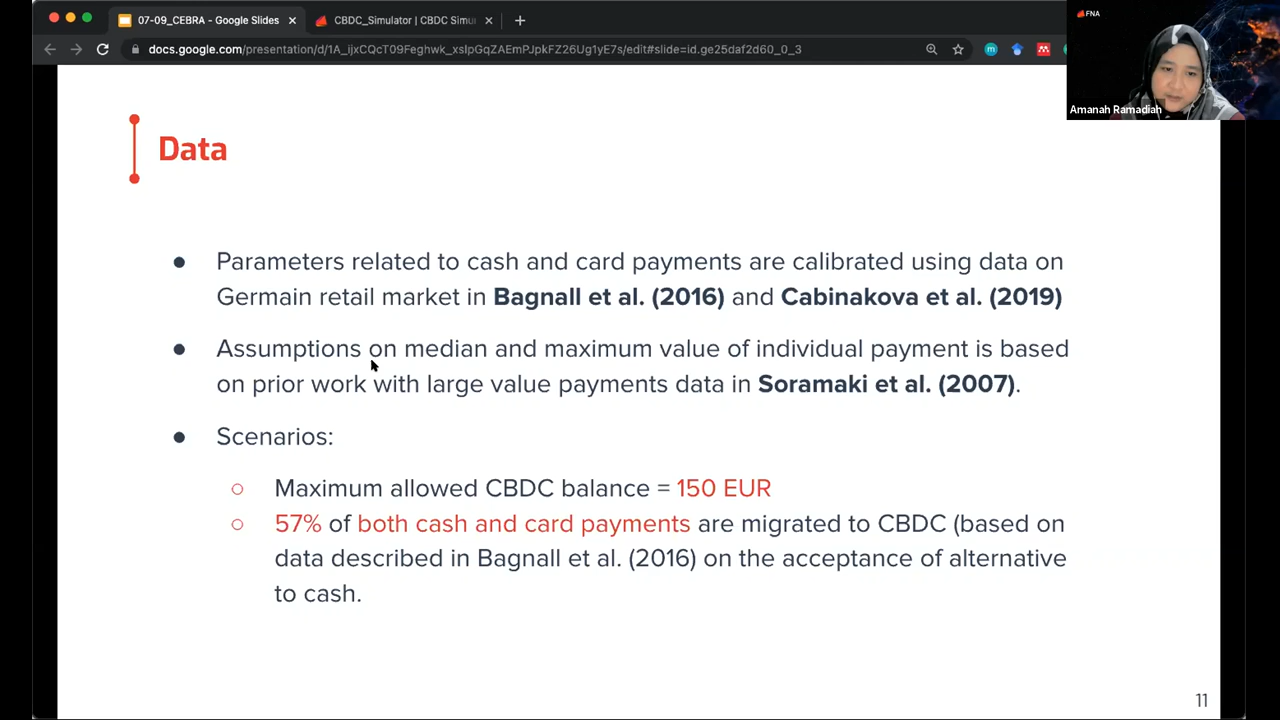 07-09_CEBRA - Google Slides
CBDC_Simulator | CBDC Simu
docs.google.com/presentation/d/1A_ijxCQcT09Feghwk_xsIpGqZAEmPJpkFZ26Ug1yE7s/edit#slide=id.ge25daf2d60_0_3
FNA
Amanah Ramadiah
Data
Parameters related to cash and card payments are calibrated using data on
Germain retail market in Bagnall et al. (2016) and Cabinakova et al. (2019)
Assumptions on median and maximum value of individual payment is based
on prior work with large value payments data in Soramaki et al. (2007).
Scenarios:
Maximum allowed CBDC balance = 150 EUR
57% of both cash and card payments are migrated to CBDC (based on
data described in Bagnall et al. (2016) on the acceptance of alternative
to cash.
11